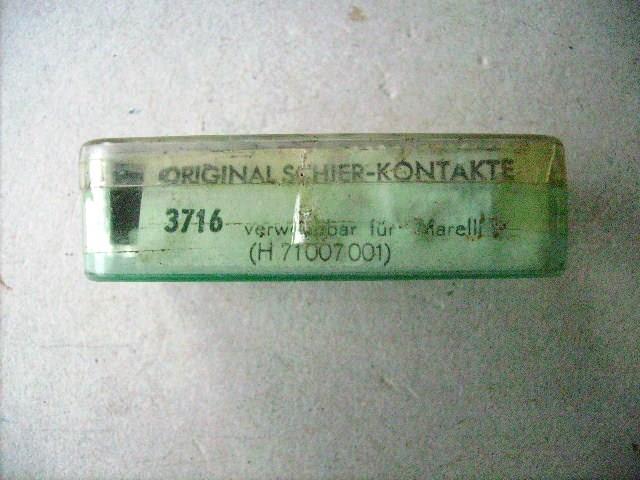 ORIGINAL SCHIER-KONTAKTE
3716 verwendbar für Marelli
(H 71007001)